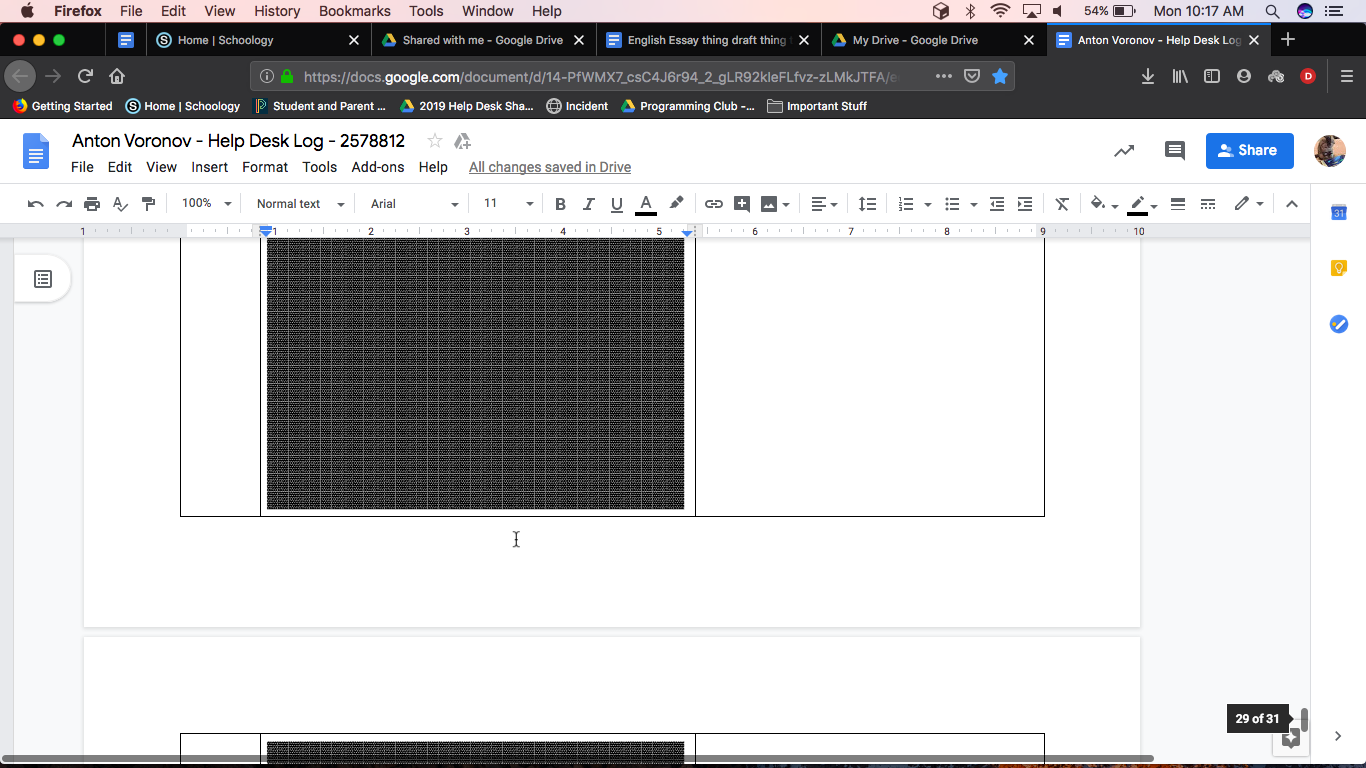 Firefox File Edit View History Bookmarks Tools Window Help 54% Mon 10:17 AM
Home | Schoology Shared with me - Google Drive English Essay thing draft thing My Drive - Google Drive Anton Voronov - Help Desk Log
https://docs.google.com/document/d/14-PfWMX7_csC4J6r94_2_gLR92kleFLfvz-zLMkJTFA/e
D
Getting Started Home | Schoology Student and Parent ... 2019 Help Desk Sha... Incident Programming Club -... Important Stuff
Anton Voronov - Help Desk Log - 2578812
Share
File Edit View Insert Format Tools Add-ons Help All changes saved in Drive
100% Normal text Arial 11 B I U A
31
1 1 2 3 4 5 6 7 8 9 10
29 of 31